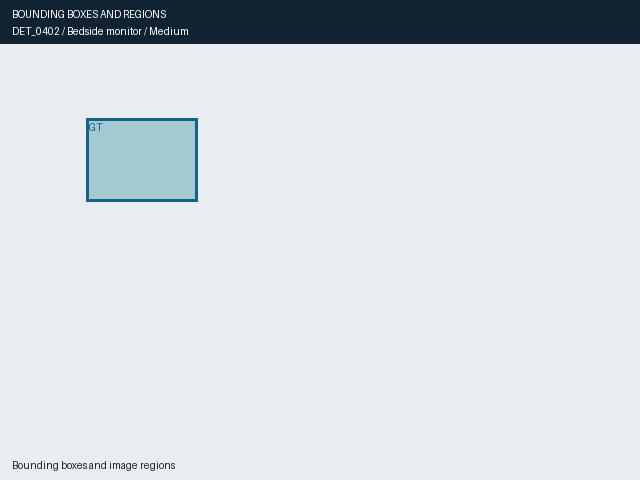 BOUNDING BOXES AND REGIONS
DET_0402 / Bedside monitor / Medium
GT
Bounding boxes and image regions